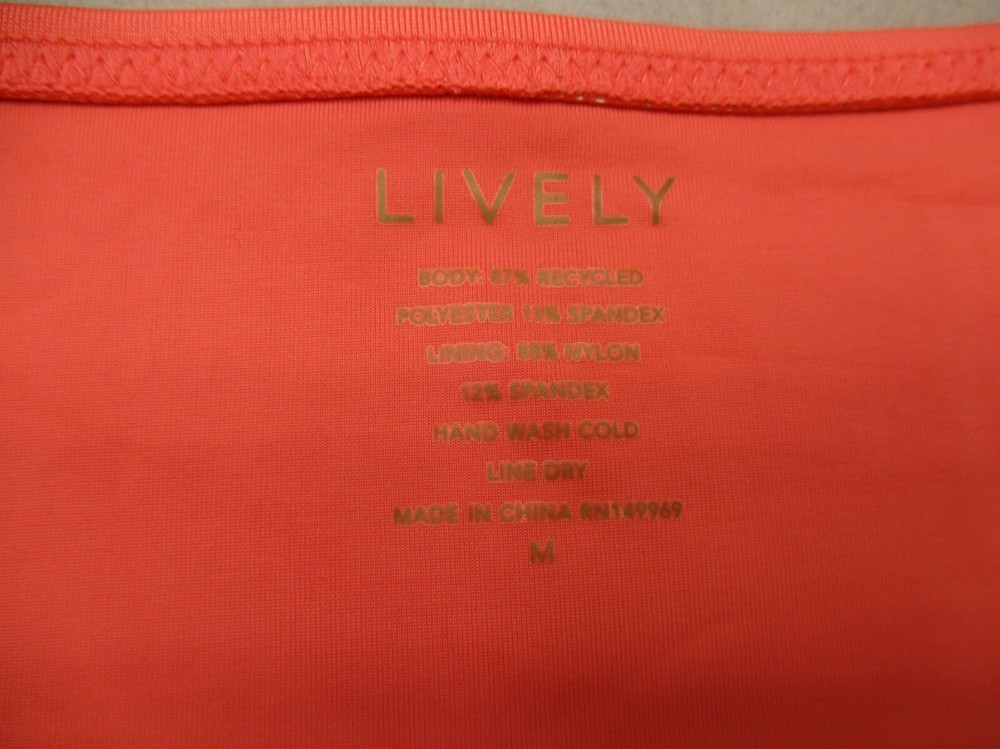 LIVELY
BODY: 87% RECYCLED
POLYESTER 13% SPANDEX
LINING: 88% NYLON
12% SPANDEX
HAND WASH COLD
LINE DRY
MADE IN CHINA RN149969
M